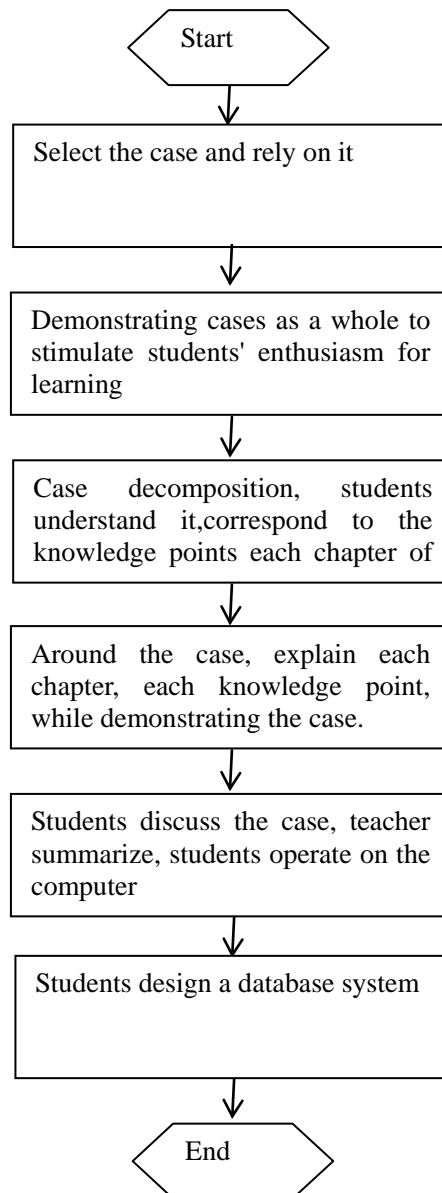 Start
Select the case and rely on it
Demonstrating cases as a whole to
stimulate students' enthusiasm for
learning
Case decomposition, students
understand it,correspond to the
knowledge points each chapter of
Around the case, explain each
chapter, each knowledge point,
while demonstrating the case.
Students discuss the case, teacher
summarize, students operate on the
computer
Students design a database system
End